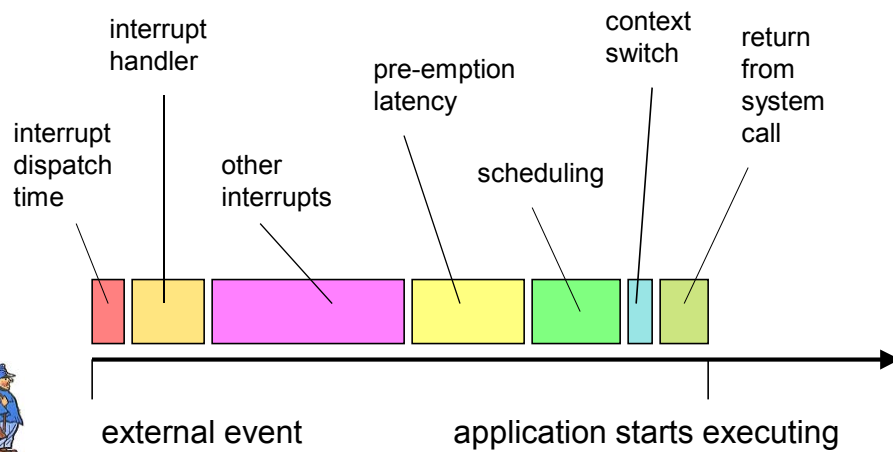 interrupt
handler
context
switch
return
from
system
call
pre-emption
latency
interrupt
dispatch
time
other
interrupts
scheduling
external event
application starts executing